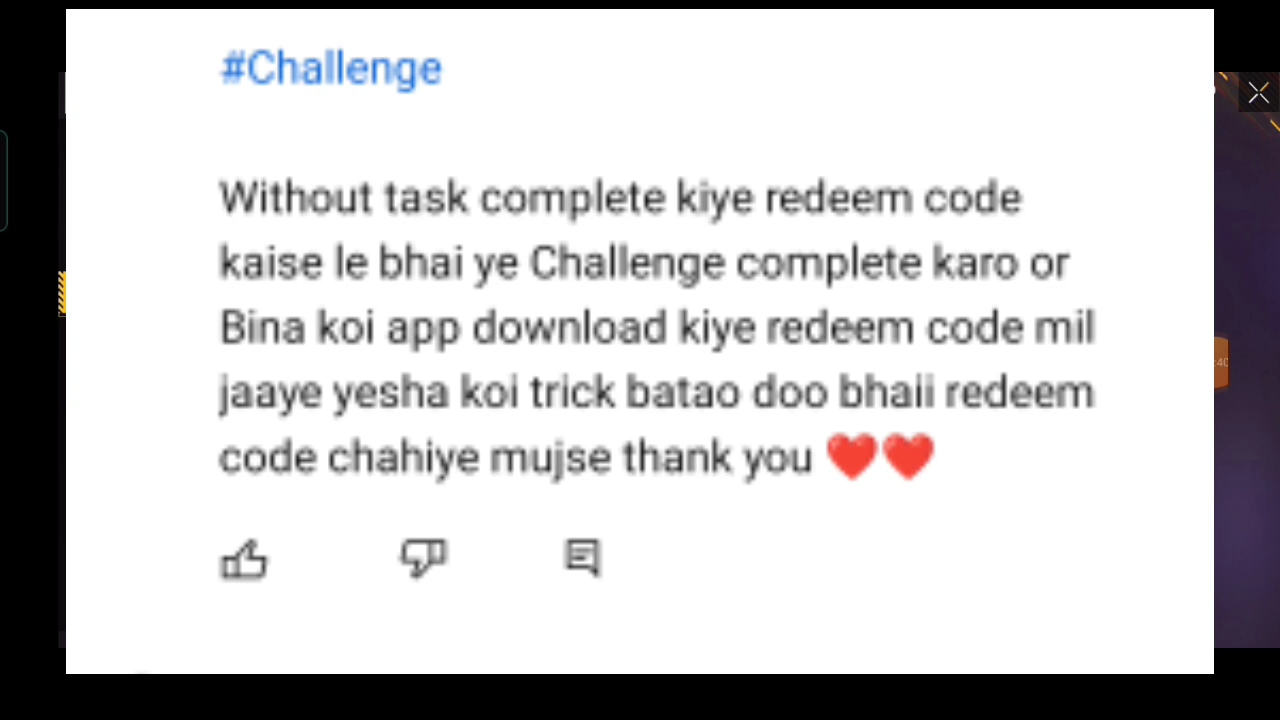 #Challenge
Without task complete kiye redeem code
kaise le bhai ye Challenge complete karo or
Bina koi app download kiye redeem code mil
jaaye yesha koi trick batao doo bhaii redeem
code chahiye mujse thank you ❤️❤️
:40